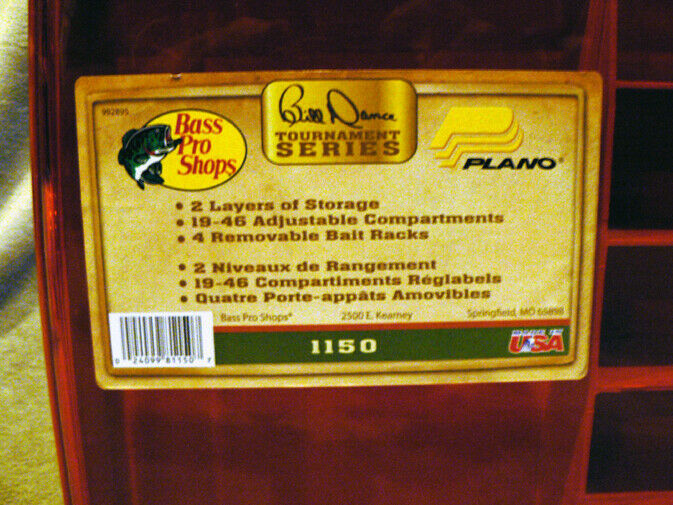 992895
Bass
Pro
Shops
Bill Dance
TOURNAMENT
SERIES
PLANO®
• 2 Layers of Storage
• 19-46 Adjustable Compartments
• 4 Removable Bait Racks
• 2 Niveaux de Rangement
• 19-46 Compartiments Réglabels
• Quatre Porte-appâts Amovibles
Bass Pro Shops® 2500 E. Kearney Springfield, MO 65898
0 24099 81150 7
1150
MADE IN
USA